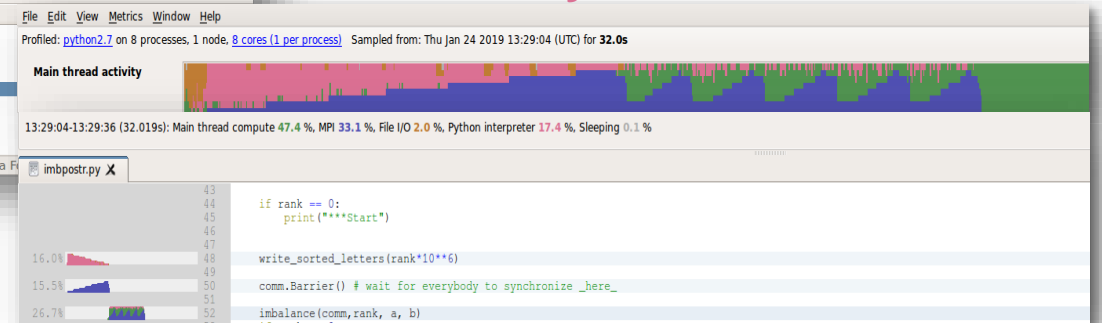 File Edit View Metrics Window Help
Profiled: python2.7 on 8 processes, 1 node, 8 cores (1 per process) Sampled from: Thu Jan 24 2019 13:29:04 (UTC) for 32.0s
Main thread activity
13:29:04-13:29:36 (32.019s): Main thread compute 47.4 %, MPI 33.1 %, File I/O 2.0 %, Python interpreter 17.4 %, Sleeping 0.1 %
a F
imbpostr.py X
43
44 if rank == 0:
45 print("***Start")
46
47
16.0% 48 write_sorted_letters(rank*10**6)
49
15.5% 50 comm.Barrier() # wait for everybody to synchronize _here_
51
26.7% 52 imbalance(comm,rank, a, b)